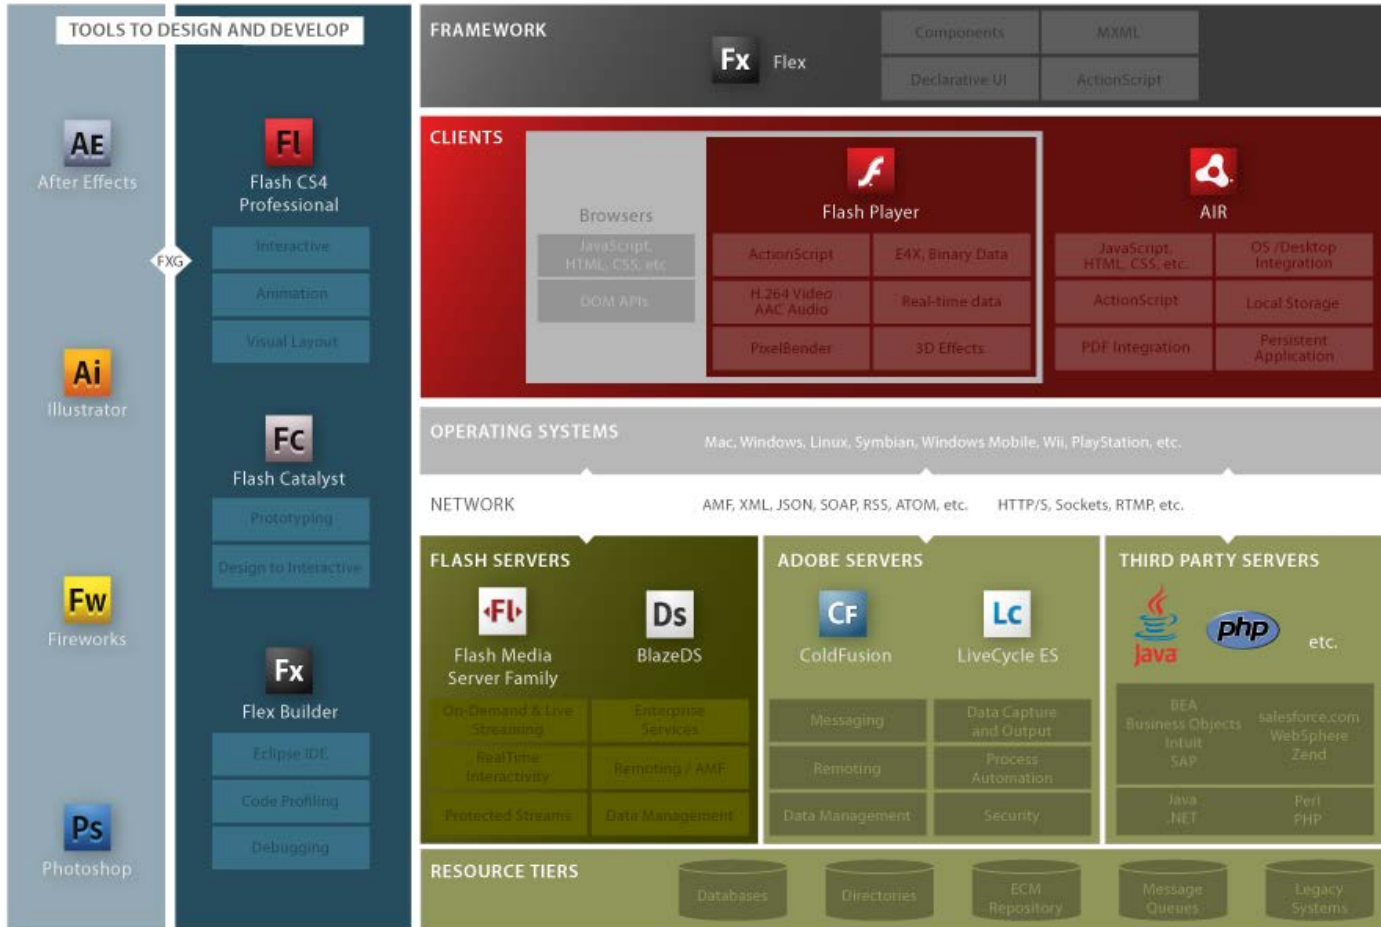 TOOLS TO DESIGN AND DEVELOP
AE
After Effects
FXG
Ai
Illustrator
Fw
Fireworks
Ps
Photoshop
Fl
Flash CS4
Professional
Interactive
Animation
Visual Layout
Fc
Flash Catalyst
Prototyping
Design to Interactive
Fx
Flex Builder
Eclipse IDE
Code Profiling
Debugging
FRAMEWORK
Fx
Flex
Components
MXML
Declarative UI
ActionScript
CLIENTS
Browsers
JavaScript,
HTML, CSS, etc
DOM APIs
Flash Player
ActionScript
E4X, Binary Data
H.264 Video
AAC Audio
Real-time data
PixelBender
3D Effects
AIR
JavaScript,
HTML, CSS, etc.
OS /Desktop
Integration
ActionScript
Local Storage
PDF Integration
Persistent
Application
OPERATING SYSTEMS
Mac, Windows, Linux, Symbian, Windows Mobile, Wii, PlayStation, etc.
NETWORK
AMF, XML, JSON, SOAP, RSS, ATOM, etc.
HTTP/S, Sockets, RTMP, etc.
FLASH SERVERS
Fl
Flash Media
Server Family
On-Demand & Live
Streaming
RealTime
Interactivity
Protected Streams
Ds
BlazeDS
Enterprise
Services
Remoting / AMF
Data Management
ADOBE SERVERS
CF
ColdFusion
Messaging
Remoting
Data Management
Lc
LiveCycle ES
Data Capture
and Output
Process
Automation
Security
THIRD PARTY SERVERS
Java
php
etc.
BEA
Business Objects
Intuit
SAP
salesforce.com
WebSphere
Zend
Java
.NET
Perl
PHP
RESOURCE TIERS
Databases
Directories
ECM
Repository
Message
Queues
Legacy
Systems